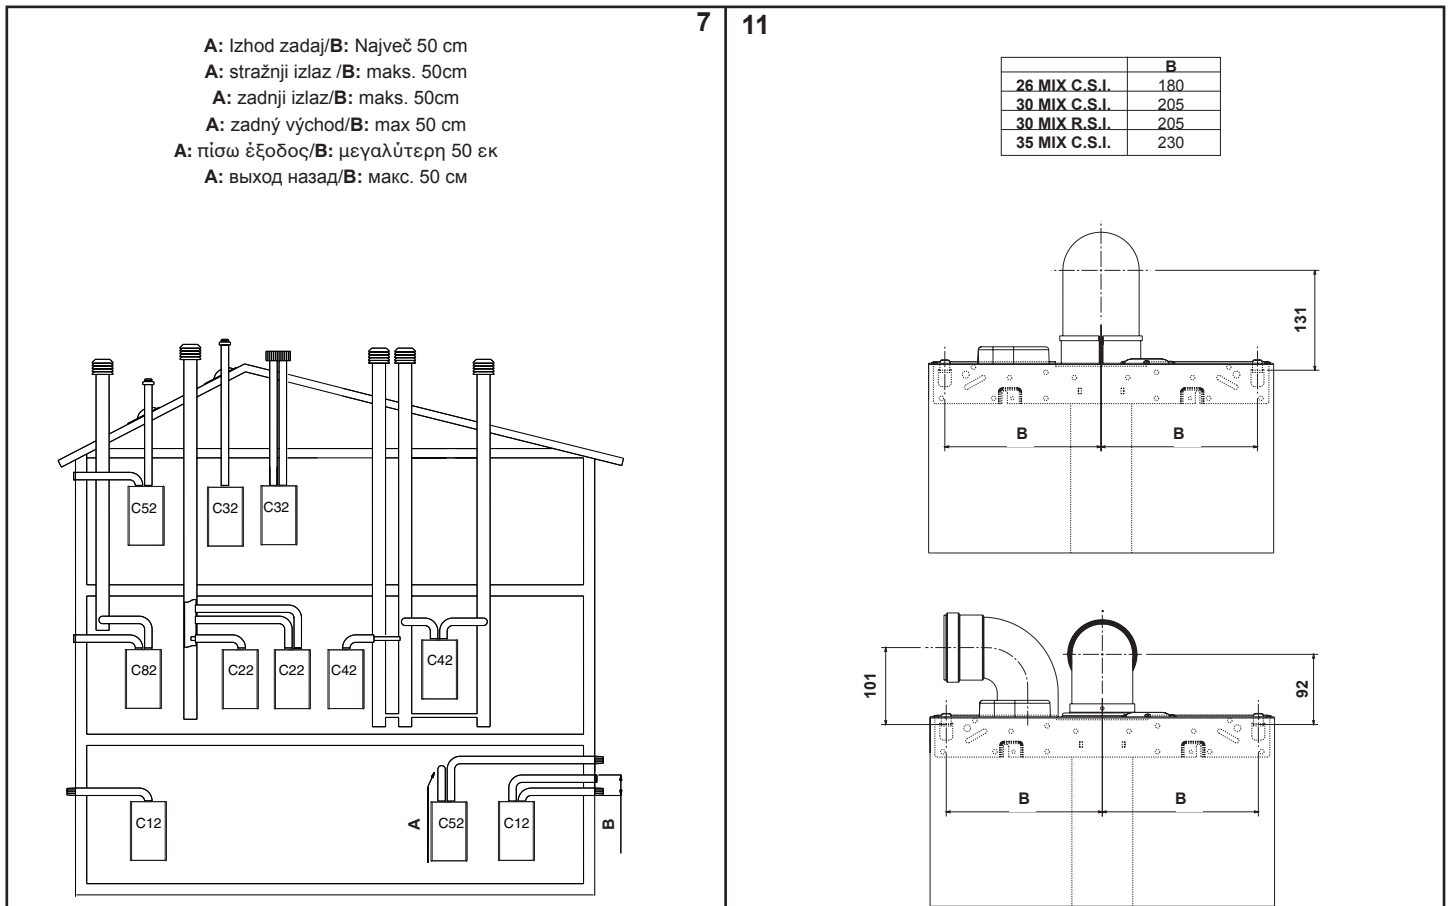 7
A: Izhod zadaj/B: Največ 50 cm
A: stražnji izlaz /B: maks. 50cm
A: zadnji izlaz/B: maks. 50cm
A: zadný východ/B: max 50 cm
A: πίσω έξοδος/B: μεγαλύτερη 50 εκ
A: выход назад/B: макс. 50 см
C52
C32
C32
C82
C22
C22
C42
C42
C12
A
C52
C12
B
11
B
26 MIX C.S.I. 180
30 MIX C.S.I. 205
30 MIX R.S.I. 205
35 MIX C.S.I. 230
131
B B
101
92
B B